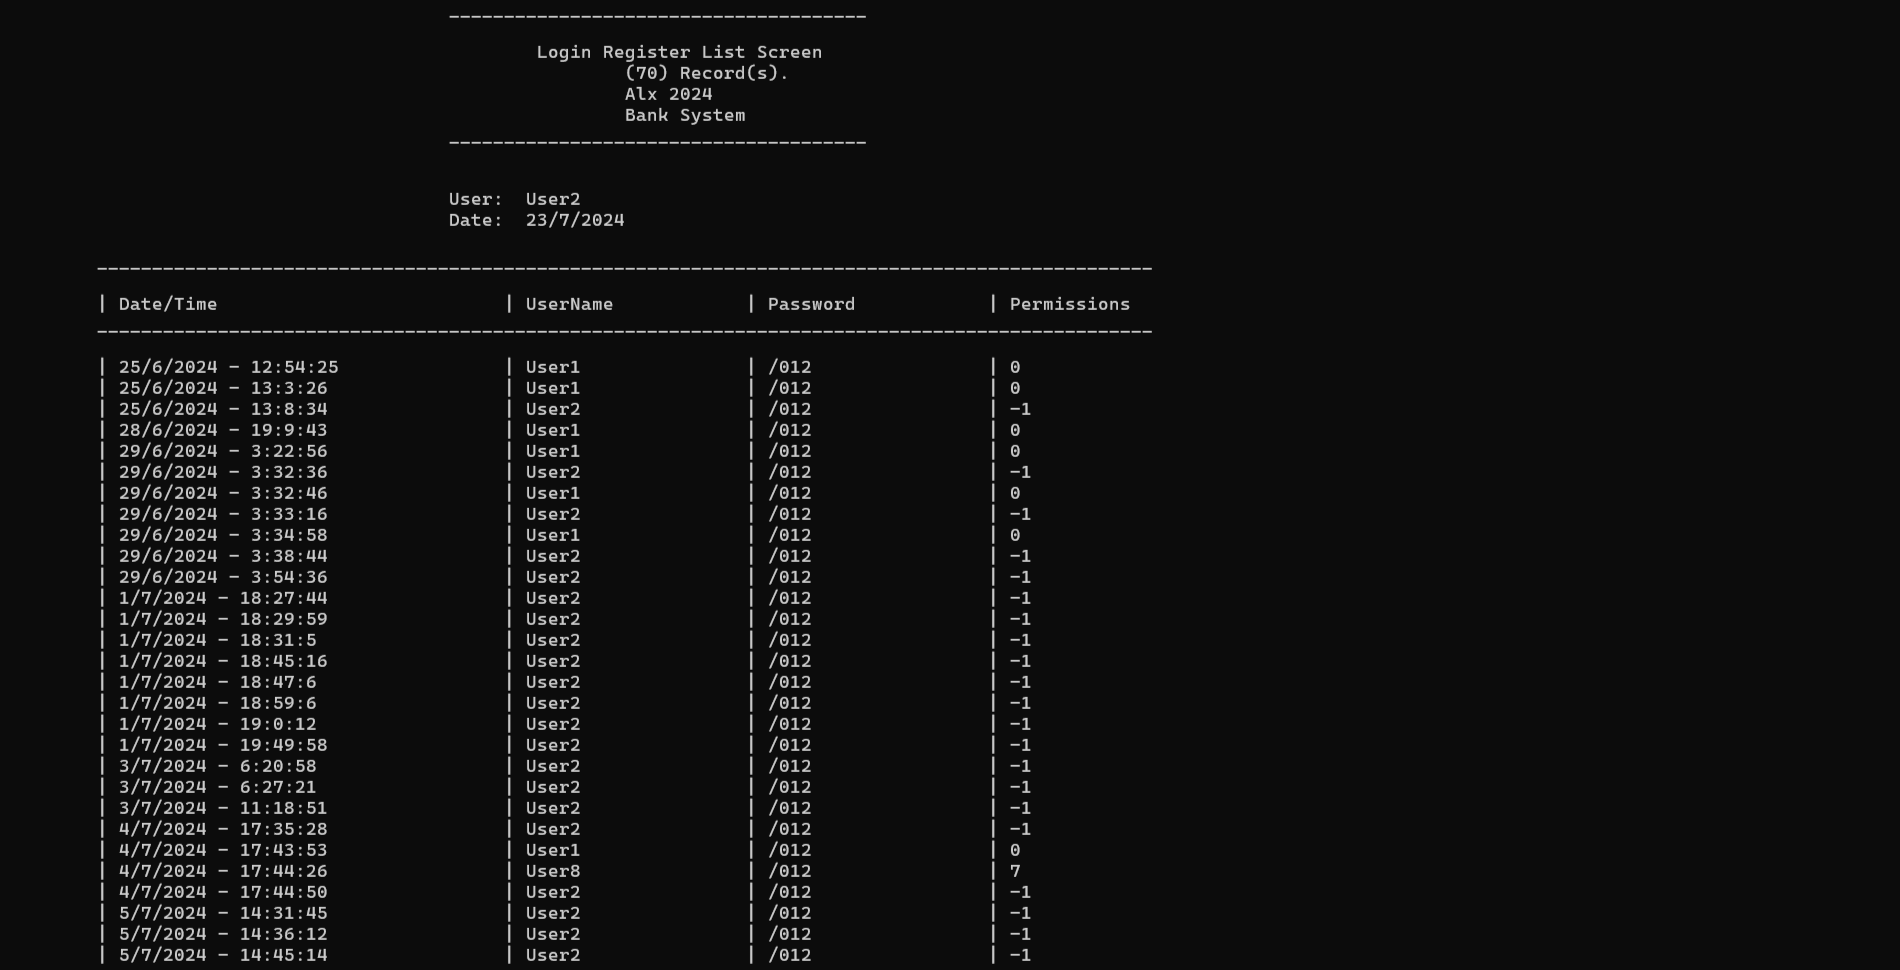 --------------------------------------
Login Register List Screen
(70) Record(s).
Alx 2024
Bank System
--------------------------------------
User: User2
Date: 23/7/2024
------------------------------------------------------------------------------------------------
| Date/Time | UserName | Password | Permissions
------------------------------------------------------------------------------------------------
| 25/6/2024 - 12:54:25 | User1 | /012 | 0
| 25/6/2024 - 13:3:26 | User1 | /012 | 0
| 25/6/2024 - 13:8:34 | User2 | /012 | -1
| 28/6/2024 - 19:9:43 | User1 | /012 | 0
| 29/6/2024 - 3:22:56 | User1 | /012 | 0
| 29/6/2024 - 3:32:36 | User2 | /012 | -1
| 29/6/2024 - 3:32:46 | User1 | /012 | 0
| 29/6/2024 - 3:33:16 | User2 | /012 | -1
| 29/6/2024 - 3:34:58 | User1 | /012 | 0
| 29/6/2024 - 3:38:44 | User2 | /012 | -1
| 29/6/2024 - 3:54:36 | User2 | /012 | -1
| 1/7/2024 - 18:27:44 | User2 | /012 | -1
| 1/7/2024 - 18:29:59 | User2 | /012 | -1
| 1/7/2024 - 18:31:5 | User2 | /012 | -1
| 1/7/2024 - 18:45:16 | User2 | /012 | -1
| 1/7/2024 - 18:47:6 | User2 | /012 | -1
| 1/7/2024 - 18:59:6 | User2 | /012 | -1
| 1/7/2024 - 19:0:12 | User2 | /012 | -1
| 1/7/2024 - 19:49:58 | User2 | /012 | -1
| 3/7/2024 - 6:20:58 | User2 | /012 | -1
| 3/7/2024 - 6:27:21 | User2 | /012 | -1
| 3/7/2024 - 11:18:51 | User2 | /012 | -1
| 4/7/2024 - 17:35:28 | User2 | /012 | -1
| 4/7/2024 - 17:43:53 | User1 | /012 | 0
| 4/7/2024 - 17:44:26 | User8 | /012 | 7
| 4/7/2024 - 17:44:50 | User2 | /012 | -1
| 5/7/2024 - 14:31:45 | User2 | /012 | -1
| 5/7/2024 - 14:36:12 | User2 | /012 | -1
| 5/7/2024 - 14:45:14 | User2 | /012 | -1